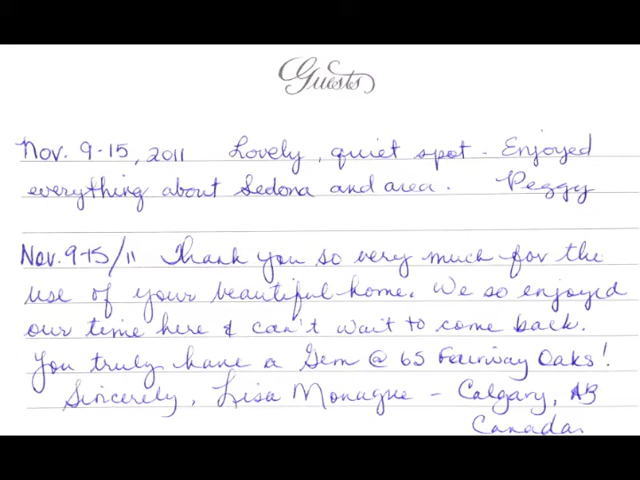 Guests
Nov. 9-15, 2011 Lovely, quiet spot - Enjoyed
everything about Sedona and area. Peggy
Nov. 9-15/11 Thank you so very much for the
use of your beautiful home. We so enjoyed
our time here & can't wait to come back.
You truly have a Gem @ 65 Fairway Oaks!
Sincerely, Lisa Monague - Calgary, AB
Canada.